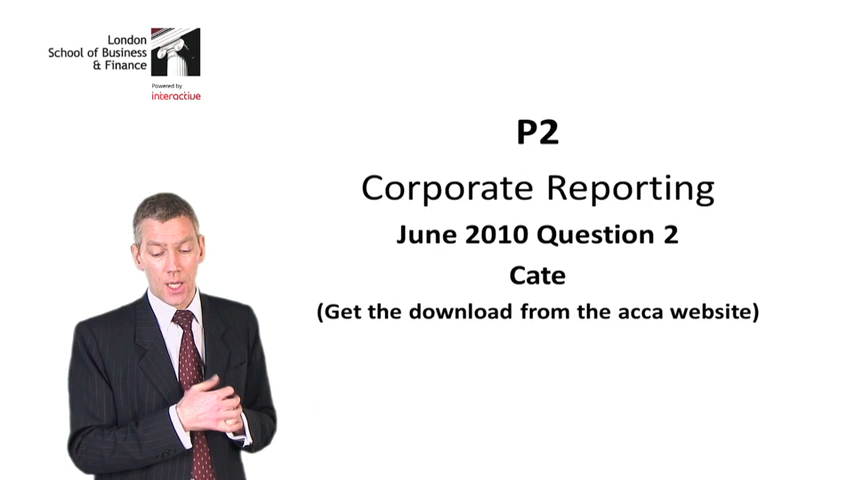 London
School of Business
& Finance
Powered by
interactive
P2
Corporate Reporting
June 2010 Question 2
Cate
(Get the download from the acca website)